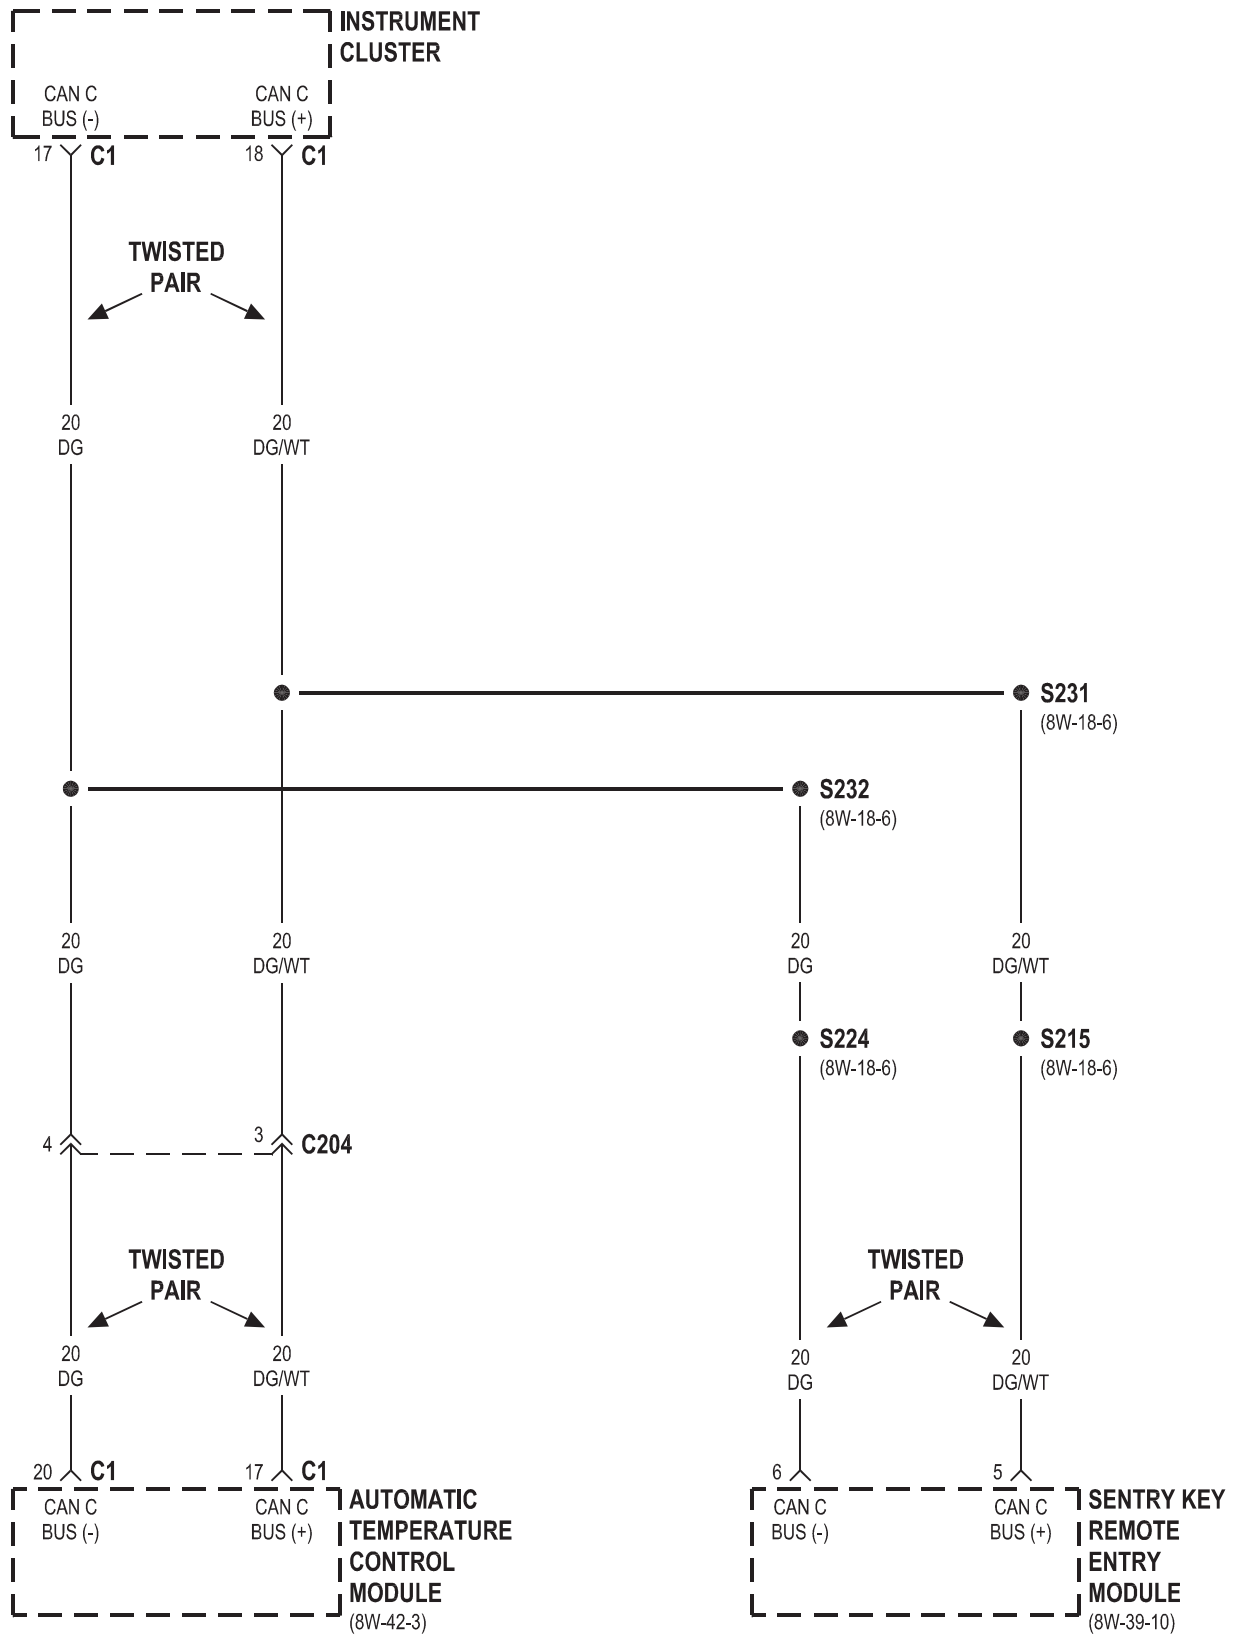 INSTRUMENT
CLUSTER
CAN C
BUS (-)
CAN C
BUS (+)
17
C1
18
C1
TWISTED
PAIR
20
DG
20
DG/WT
S231
(8W-18-6)
S232
(8W-18-6)
20
DG
20
DG/WT
20
DG
20
DG/WT
S224
(8W-18-6)
S215
(8W-18-6)
4
3
C204
TWISTED
PAIR
TWISTED
PAIR
20
DG
20
DG/WT
20
DG
20
DG/WT
20
C1
17
C1
6
5
CAN C
BUS (-)
CAN C
BUS (+)
AUTOMATIC
TEMPERATURE
CONTROL
MODULE
(8W-42-3)
CAN C
BUS (-)
CAN C
BUS (+)
SENTRY KEY
REMOTE
ENTRY
MODULE
(8W-39-10)